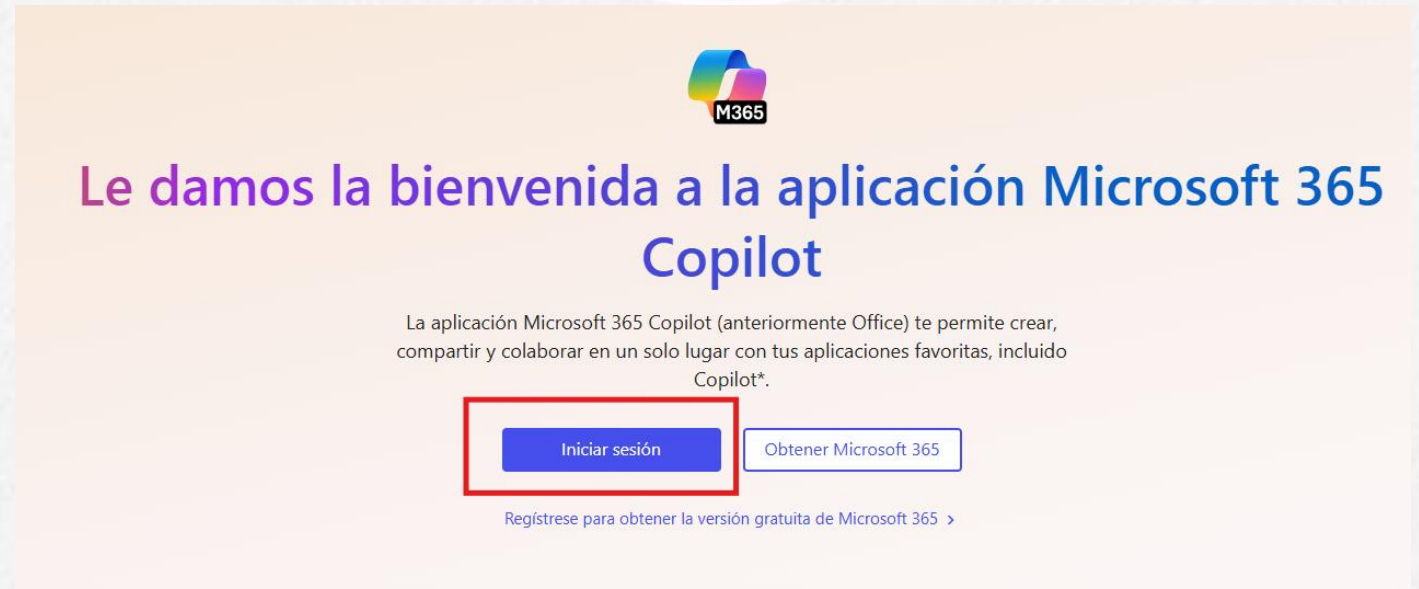 M365
Le damos la bienvenida a la aplicación Microsoft 365
Copilot
La aplicación Microsoft 365 Copilot (anteriormente Office) te permite crear,
compartir y colaborar en un solo lugar con tus aplicaciones favoritas, incluido
Copilot*.
Iniciar sesión
Obtener Microsoft 365
Regístrese para obtener la versión gratuita de Microsoft 365 >